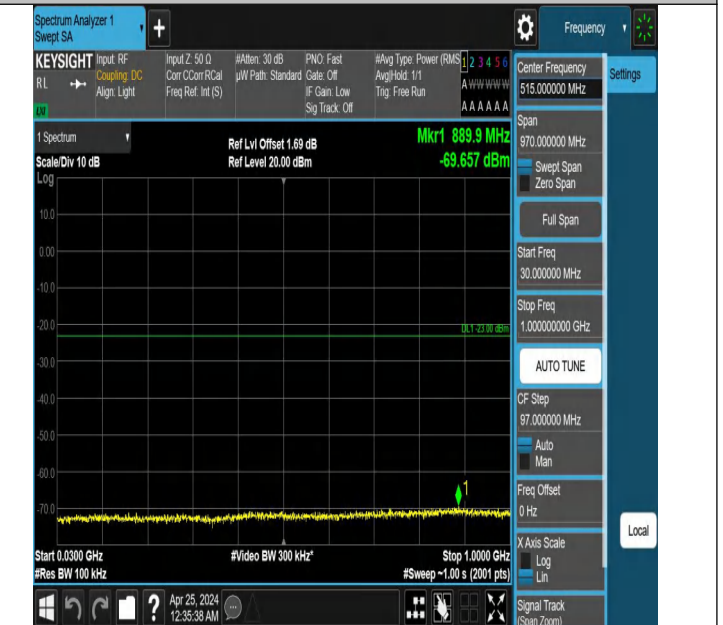 Spectrum Analyzer 1
Swept SA
+
Frequency
KEYSIGHT
RL
Input: RF
Coupling: DC
Align: Light
Input Z: 50 Ω
Corr CCorr RCal
Freq Ref: Int (S)
#Atten: 30 dB
µW Path: Standard
PNO: Fast
Gate: Off
IF Gain: Low
Sig Track: Off
#Avg Type: Power (RMS
Avg|Hold: 1/1
Trig: Free Run
1 2 3 4 5 6
A W W W W W
A A A A A A
1 Spectrum
Scale/Div 10 dB
Log
Ref Lvl Offset 1.69 dB
Ref Level 20.00 dBm
Mkr1 889.9 MHz
-69.657 dBm
10.0
0.00
-10.0
-20.0
DL1 -23.00 dBm
-30.0
-40.0
-50.0
-60.0
1
-70.0
Start 0.0300 GHz
#Res BW 100 kHz
#Video BW 300 kHz*
Stop 1.0000 GHz
#Sweep ~1.00 s (2001 pts)
?
Apr 25, 2024
12:35:38 AM
Center Frequency
515.000000 MHz
Settings
Span
970.000000 MHz
Swept Span
Zero Span
Full Span
Start Freq
30.000000 MHz
Stop Freq
1.000000000 GHz
AUTO TUNE
CF Step
97.000000 MHz
Auto
Man
Freq Offset
0 Hz
X Axis Scale
Log
Lin
Local
Signal Track
(Span Zoom)